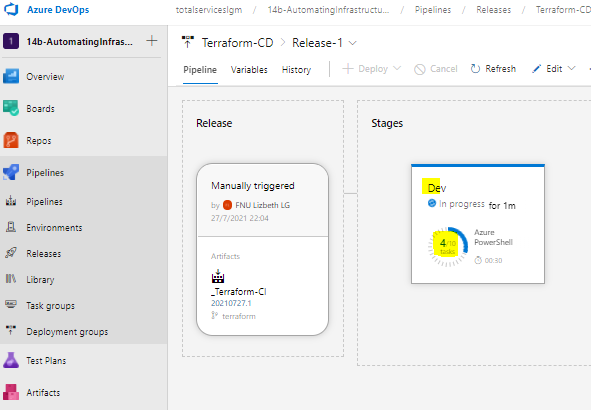 Azure DevOps
totalserviceslgm / 14b-AutomatingInfrastructu... / Pipelines / Releases / Terraform-CD
1 14b-AutomatingInfras... +
Terraform-CD > Release-1
Pipeline Variables History + Deploy Cancel Refresh Edit
Overview
Boards
Repos
Pipelines
Pipelines
Environments
Releases
Library
Task groups
Deployment groups
Test Plans
Artifacts
Release
Manually triggered
by FNU Lizbeth LG
27/7/2021 22:04
Artifacts
_Terraform-CI
20210727.1
terraform
Stages
Dev
In progress for 1m
4/10
tasks
Azure
PowerShell
00:30